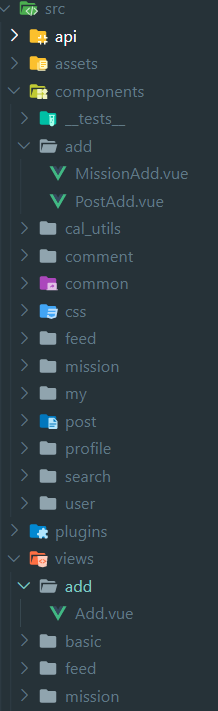 src
api
assets
components
__tests__
add
MissionAdd.vue
PostAdd.vue
cal_utils
comment
common
css
feed
mission
my
post
profile
search
user
plugins
views
add
Add.vue
basic
feed
mission